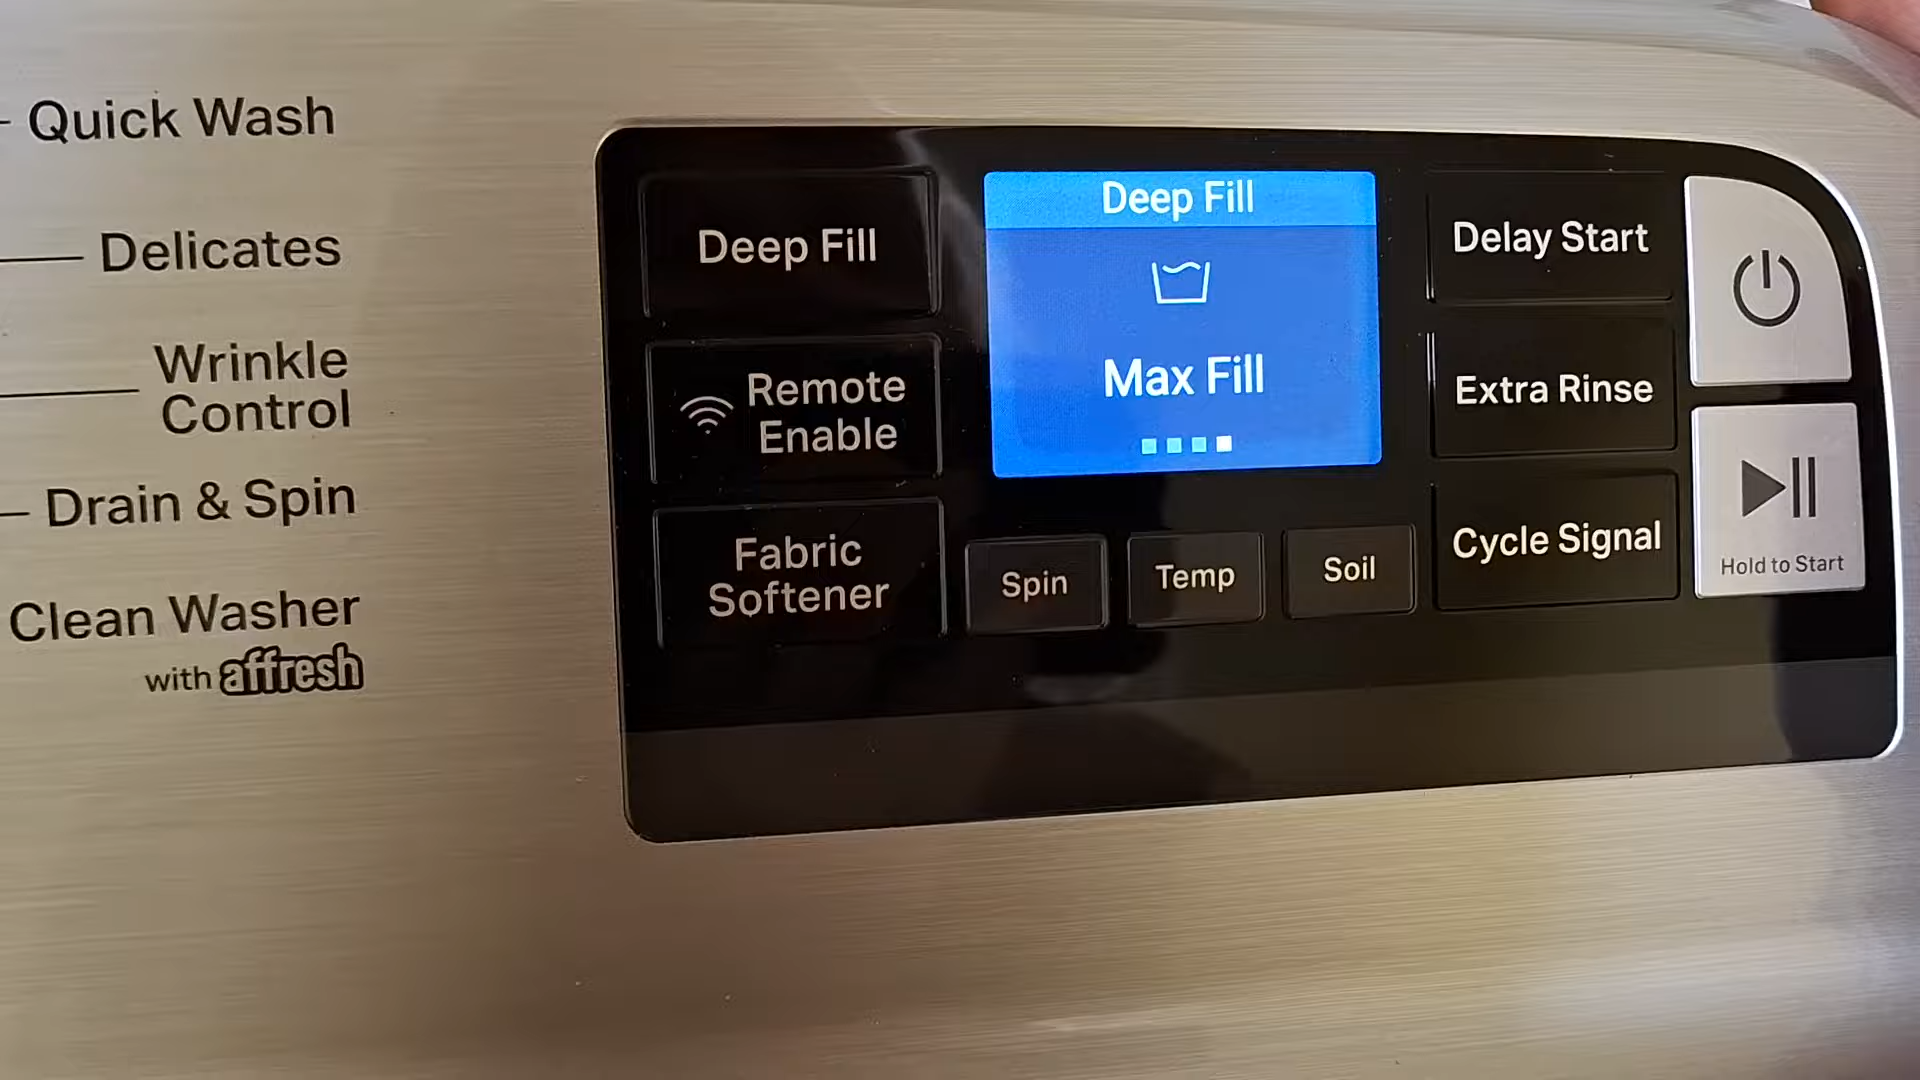 Quick Wash
Delicates
Wrinkle
Control
Drain & Spin
Clean Washer
with affresh
Deep Fill
Remote
Enable
Fabric
Softener
Deep Fill
Max Fill
Spin
Temp
Soil
Delay Start
Extra Rinse
Cycle Signal
Hold to Start